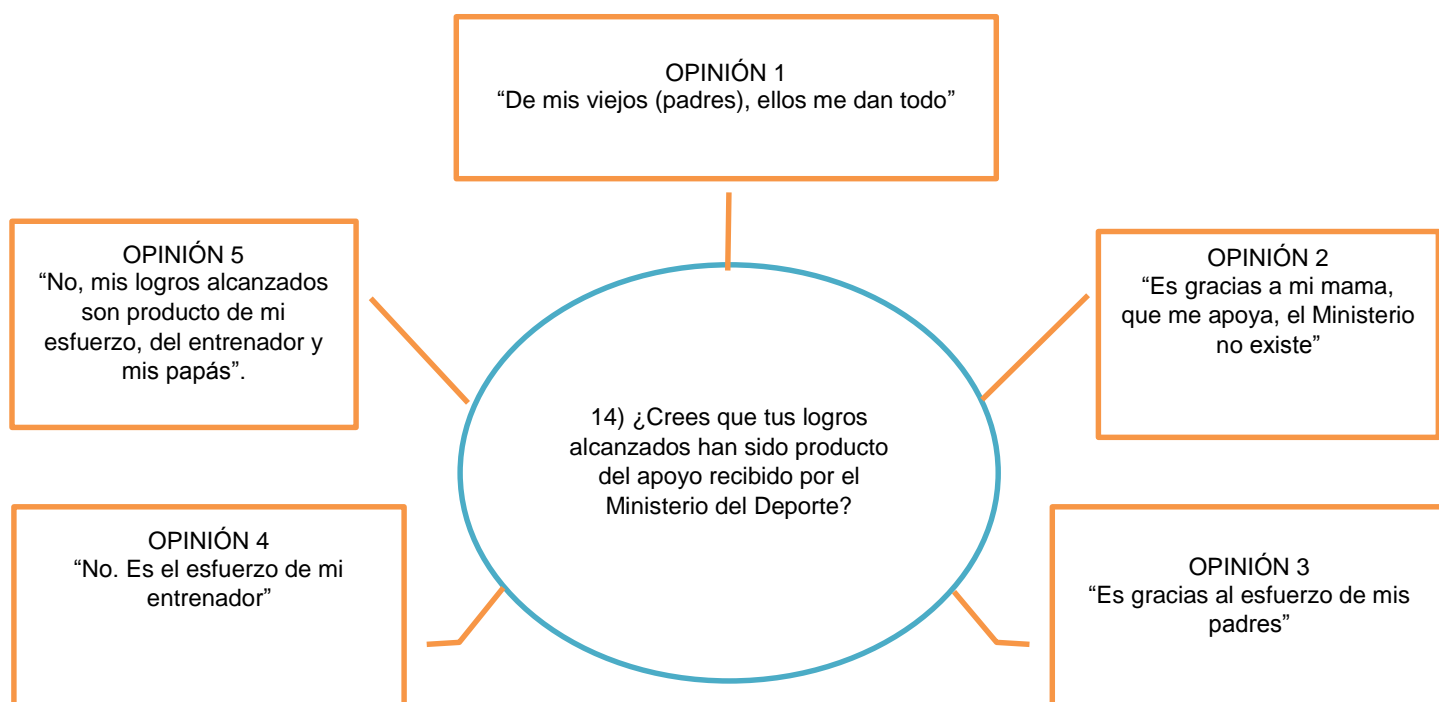 OPINIÓN 1
“De mis viejos (padres), ellos me dan todo”
OPINIÓN 5
“No, mis logros alcanzados
son producto de mi
esfuerzo, del entrenador y
mis papás”.
OPINIÓN 2
“Es gracias a mi mama,
que me apoya, el Ministerio
no existe”
14) ¿Crees que tus logros
alcanzados han sido producto
del apoyo recibido por el
Ministerio del Deporte?
OPINIÓN 4
“No. Es el esfuerzo de mi
entrenador”
OPINIÓN 3
“Es gracias al esfuerzo de mis
padres”